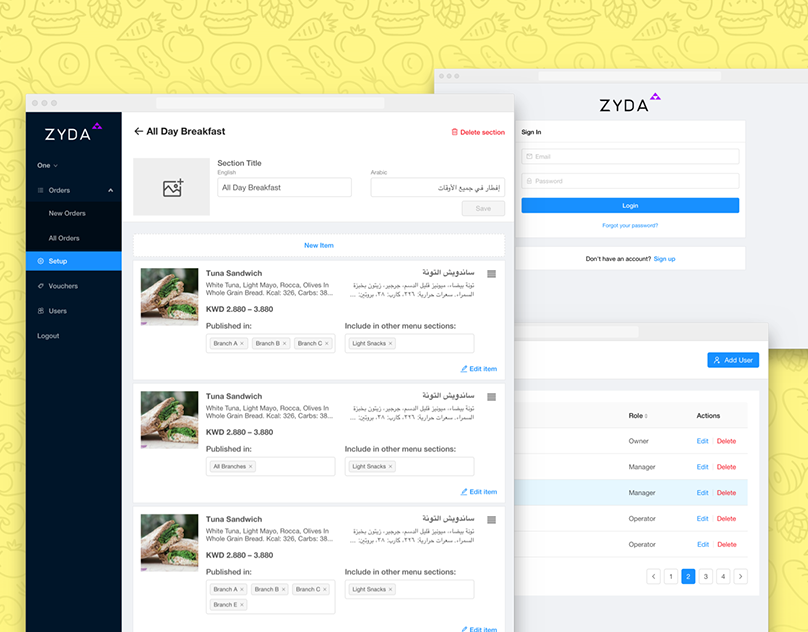 ZYDA
Sign In
Email
Password
Login
Forgot your password?
Don't have an account? Sign up
ZYDA
One
Orders
New Orders
All Orders
Setup
Vouchers
Users
Logout
All Day Breakfast
Delete section
Section Title
English
Arabic
All Day Breakfast
إفطار في جميع الأوقات
Save
New Item
Tuna Sandwich
ساندويش التونة
White Tuna, Light Mayo, Rocca, Olives In
Whole Grain Bread. Kcal: 326, Carbs: 38...
تونة بيضاء، ميونيز قليل الدسم، جرجير، زيتون بخبزة
السمراء. سعرات حرارية: ٣٢٦، كارب: ٣٨، بروتين: ...
KWD 2.880 – 3.880
Published in:
Include in other menu sections:
Branch A ×
Branch B ×
Branch C ×
Light Snacks ×
Edit item
Tuna Sandwich
ساندويش التونة
White Tuna, Light Mayo, Rocca, Olives In
Whole Grain Bread. Kcal: 326, Carbs: 38...
تونة بيضاء، ميونيز قليل الدسم، جرجير، زيتون بخبزة
السمراء. سعرات حرارية: ٣٢٦، كارب: ٣٨، بروتين: ...
KWD 2.880 – 3.880
Published in:
Include in other menu sections:
All Branches ×
Light Snacks ×
Edit item
Tuna Sandwich
ساندويش التونة
White Tuna, Light Mayo, Rocca, Olives In
Whole Grain Bread. Kcal: 326, Carbs: 38...
تونة بيضاء، ميونيز قليل الدسم، جرجير، زيتون بخبزة
السمراء. سعرات حرارية: ٣٢٦، كارب: ٣٨، بروتين: ...
KWD 2.880 – 3.880
Published in:
Include in other menu sections:
Branch A ×
Branch B ×
Branch C ×
Light Snacks ×
Branch E ×
Edit item
Add User
Role
Actions
Owner
Edit
Delete
Manager
Edit
Delete
Manager
Edit
Delete
Operator
Edit
Delete
Operator
Edit
Delete
< 1 2 3 4 >